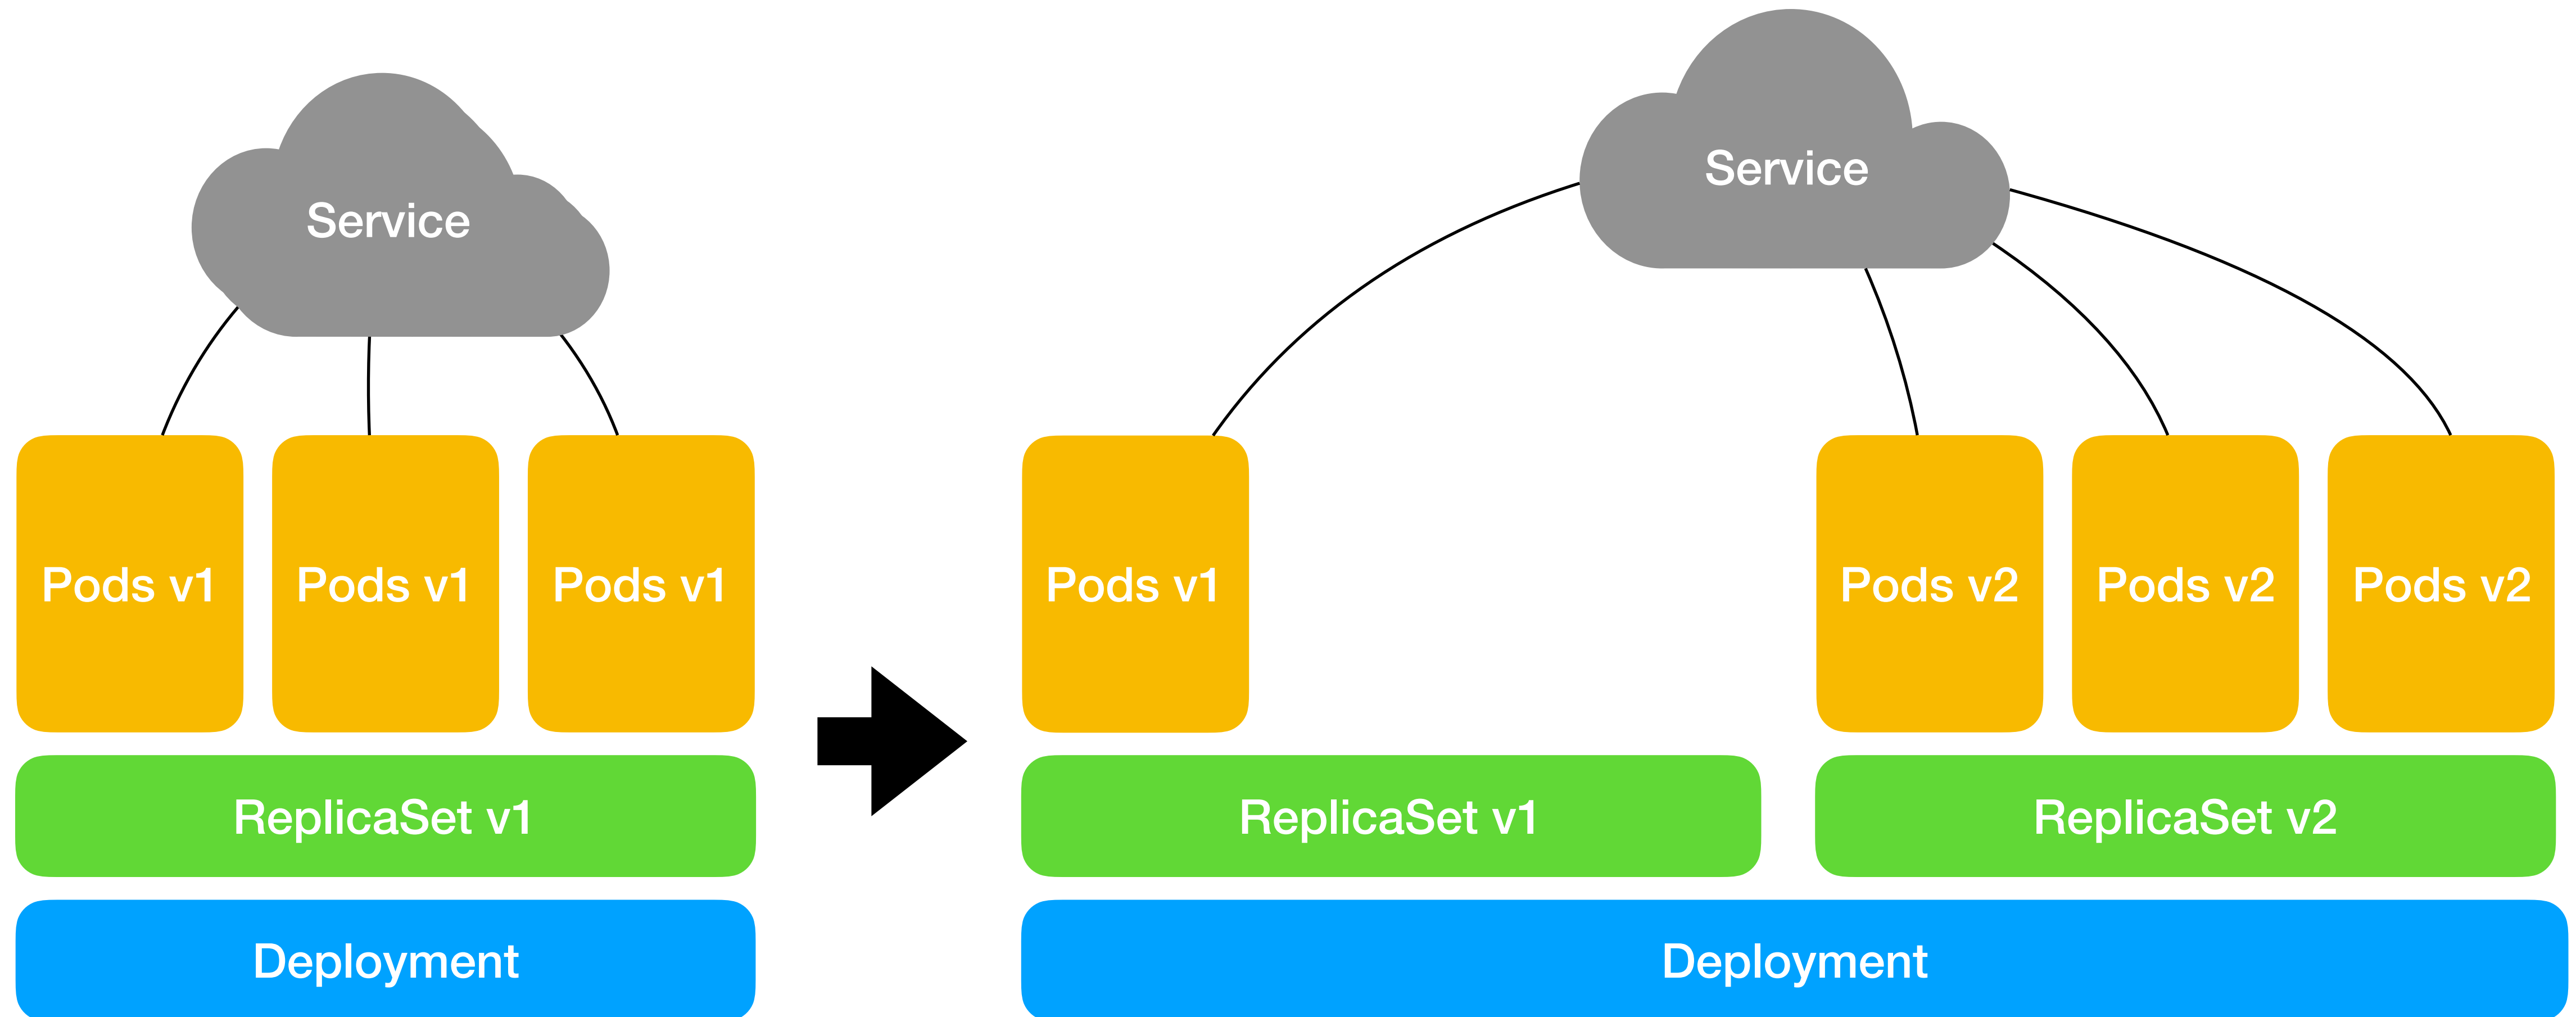 Service
Service
Pods v1
Pods v1
Pods v1
Pods v1
Pods v2
Pods v2
Pods v2
ReplicaSet v1
ReplicaSet v1
ReplicaSet v2
Deployment
Deployment